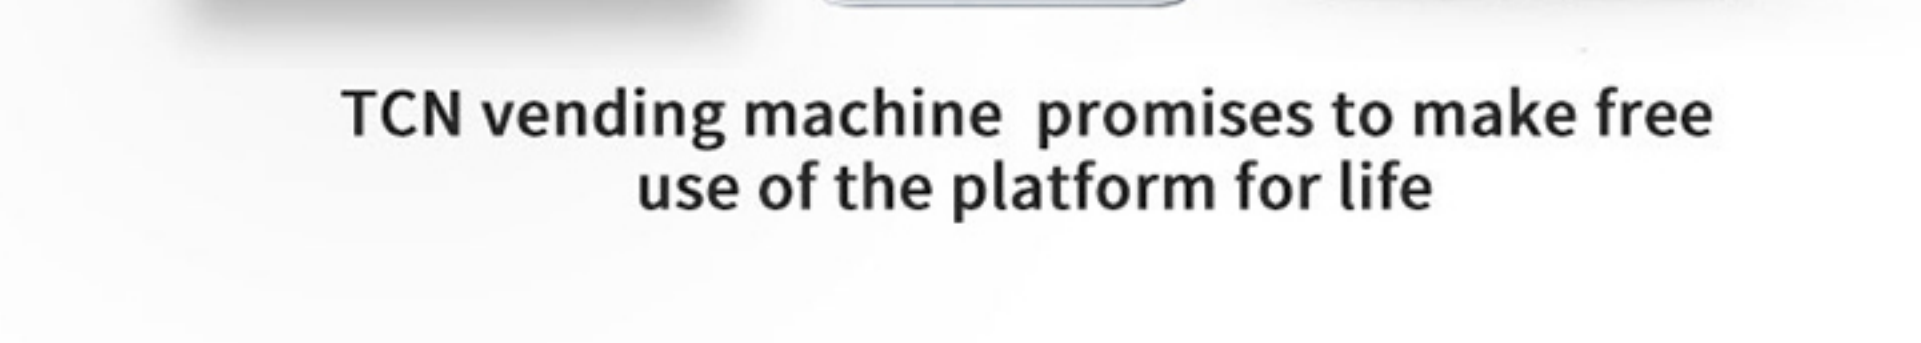 TCN vending machine  promises to make free
use of the platform for life